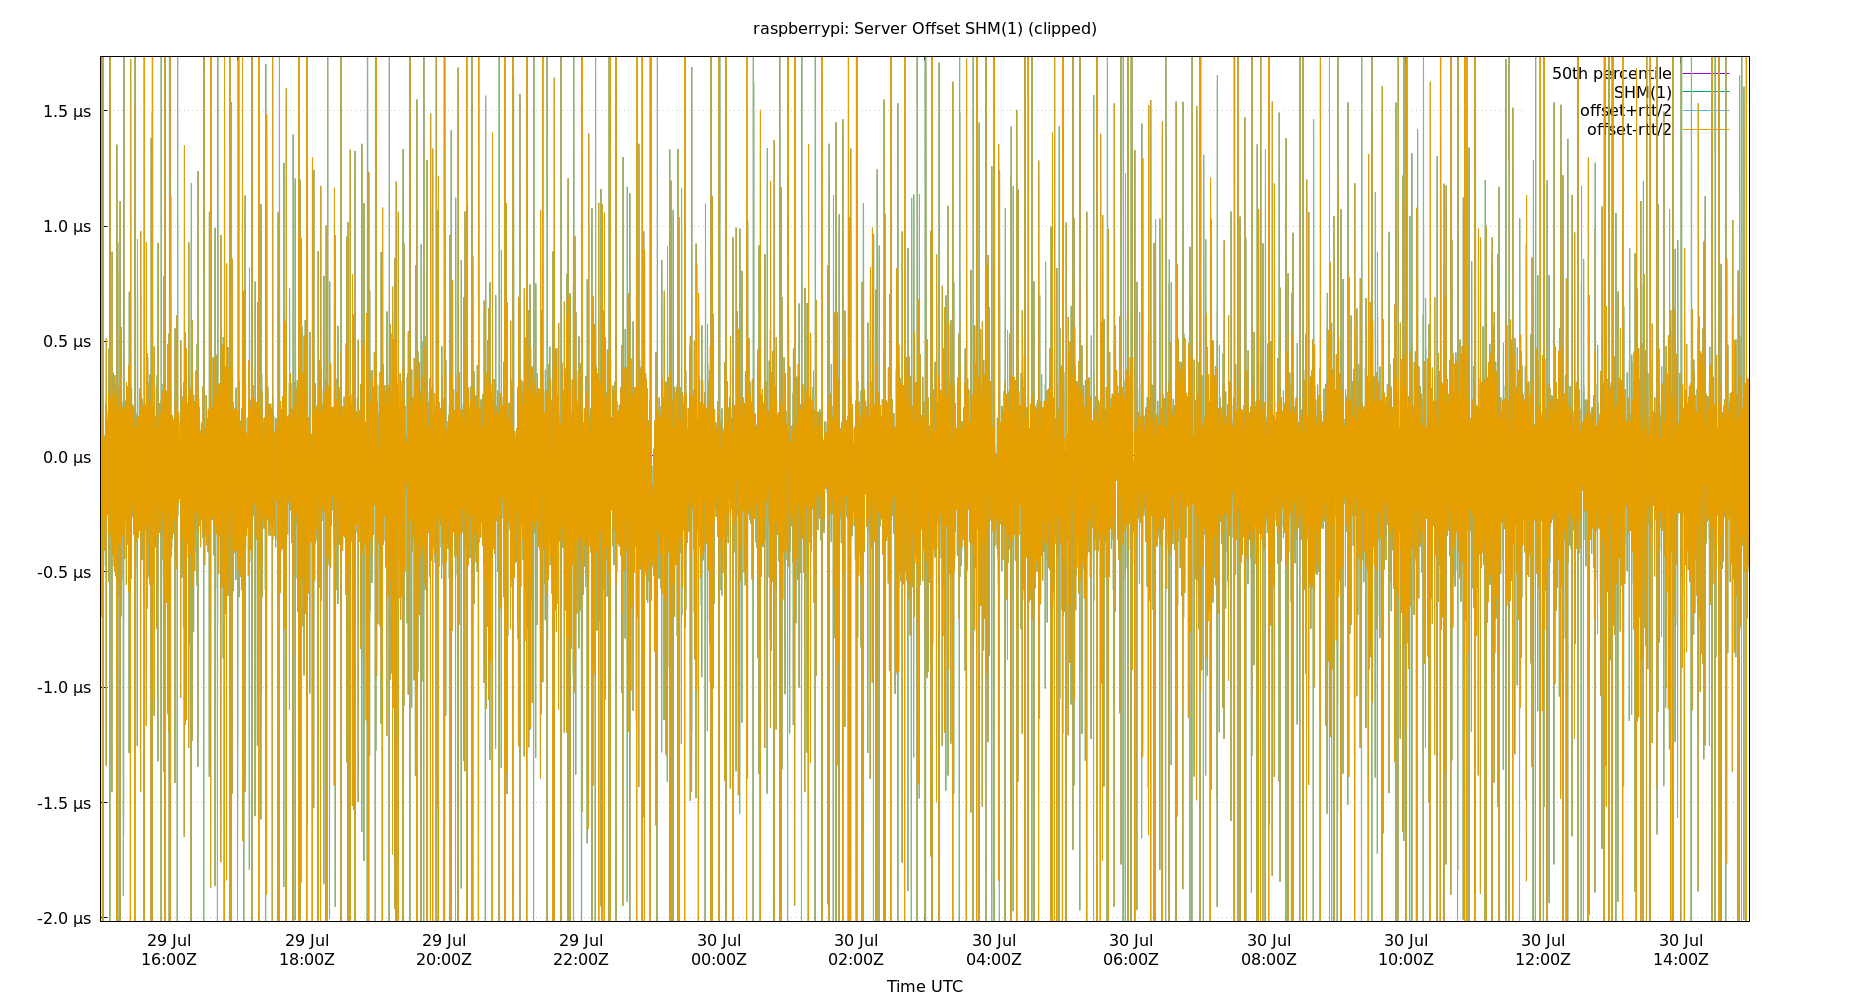 raspberrypi: Server Offset SHM(1) (clipped)
50th percentile
SHM(1)
offset+rtt/2
offset-rtt/2
1.5 µs
1.0 µs
0.5 µs
0.0 µs
-0.5 µs
-1.0 µs
-1.5 µs
-2.0 µs
29 Jul 29 Jul 29 Jul 29 Jul 30 Jul 30 Jul 30 Jul 30 Jul 30 Jul 30 Jul 30 Jul 30 Jul
16:00Z 18:00Z 20:00Z 22:00Z 00:00Z 02:00Z 04:00Z 06:00Z 08:00Z 10:00Z 12:00Z 14:00Z
Time UTC